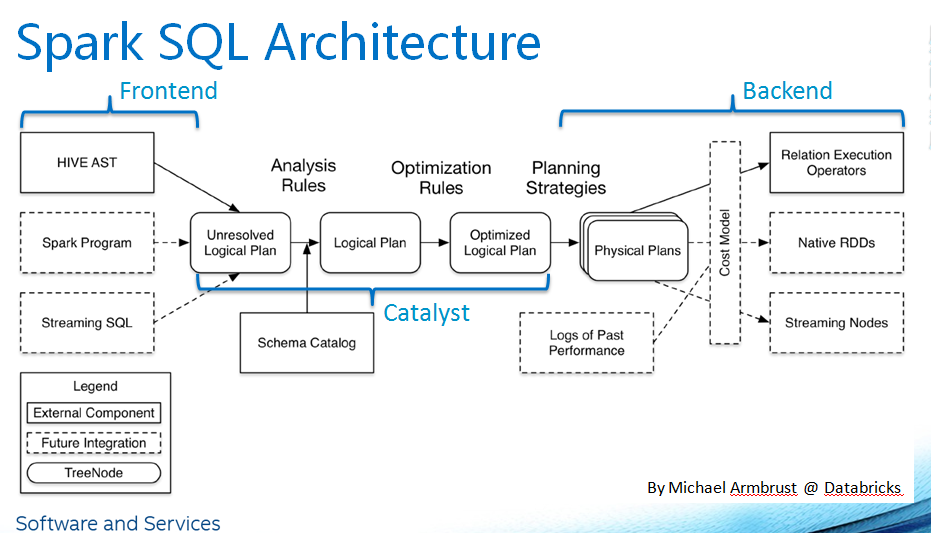 Spark SQL Architecture
Frontend
Backend
HIVE AST
Analysis
Rules
Optimization
Rules
Planning
Strategies
Relation Execution
Operators
Spark Program
Unresolved
Logical Plan
Logical Plan
Optimized
Logical Plan
Physical Plans
Cost Model
Native RDDs
Catalyst
Streaming SQL
Schema Catalog
Logs of Past
Performance
Streaming Nodes
Legend
External Component
Future Integration
TreeNode
By Michael Armbrust @ Databricks
Software and Services